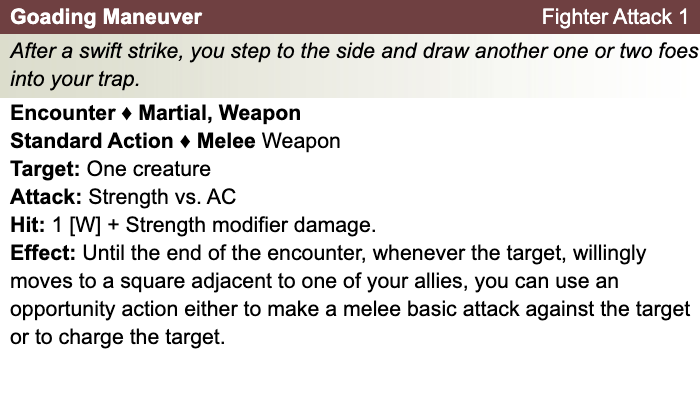 Goading Maneuver Fighter Attack 1
After a swift strike, you step to the side and draw another one or two foes
into your trap.
Encounter ♦ Martial, Weapon
Standard Action ♦ Melee Weapon
Target: One creature
Attack: Strength vs. AC
Hit: 1 [W] + Strength modifier damage.
Effect: Until the end of the encounter, whenever the target, willingly
moves to a square adjacent to one of your allies, you can use an
opportunity action either to make a melee basic attack against the target
or to charge the target.